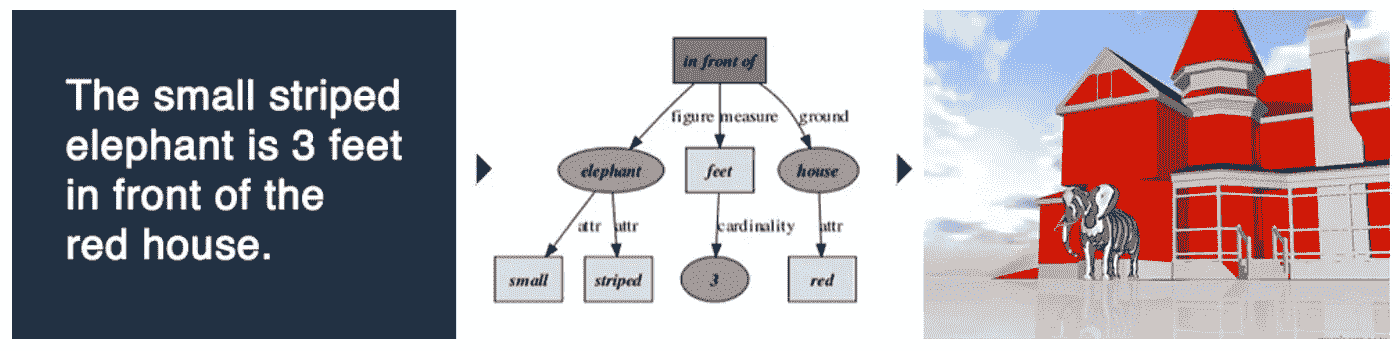 The small striped
elephant is 3 feet
in front of the
red house.
in front of
figure measure ground
elephant feet house
attr attr cardinality attr
small striped 3 red